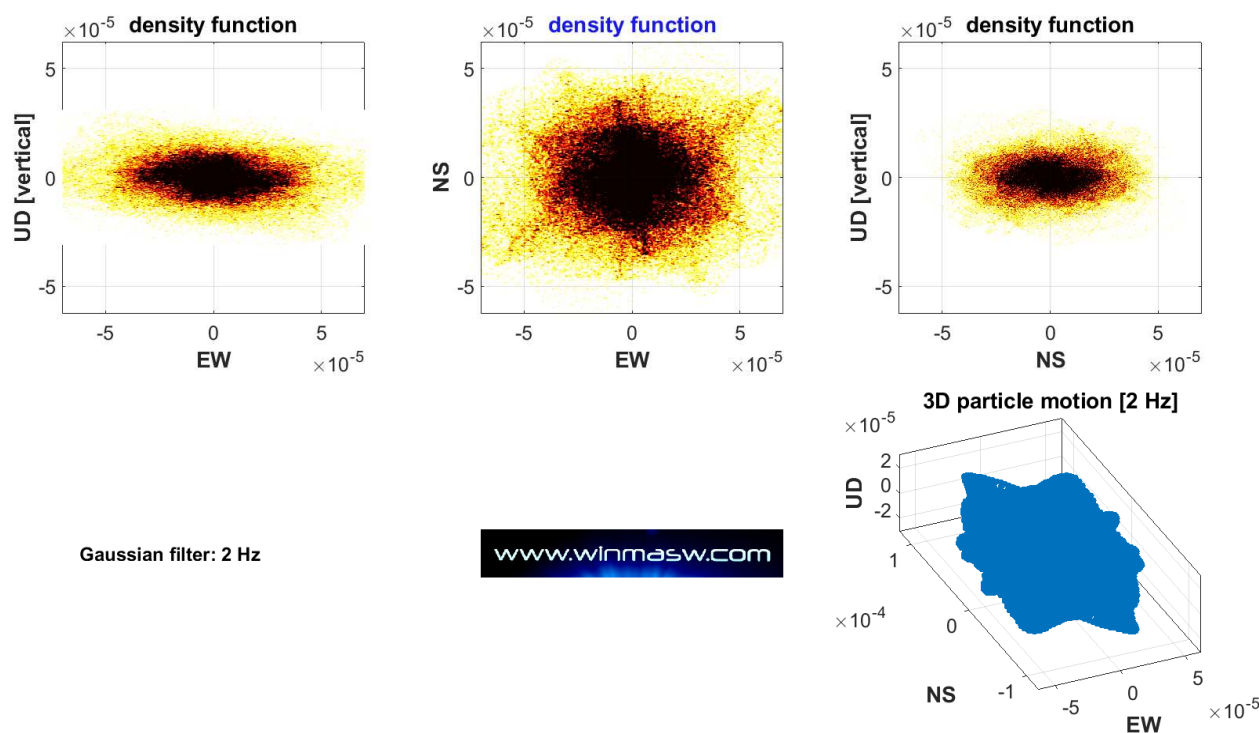 ×10⁻⁵ density function
5
0
-5
UD [vertical]
-5 0 5
EW ×10⁻⁵
×10⁻⁵ density function
5
0
-5
NS
-5 0 5
EW ×10⁻⁵
×10⁻⁵ density function
5
0
-5
UD [vertical]
-5 0 5
NS ×10⁻⁵
Gaussian filter: 2 Hz
www.winmasw.com
3D particle motion [2 Hz]
×10⁻⁵
2
0
-2
UD
1
×10⁻⁴
0
-1
NS
-5 0 5
EW ×10⁻⁵